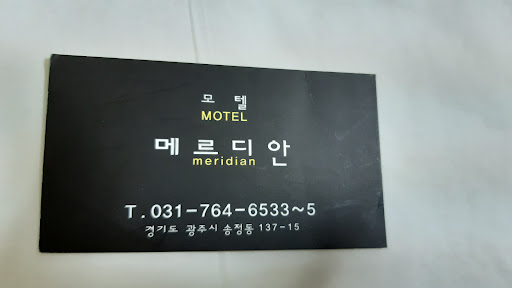 모텔
MOTEL
메르디안
meridian
T.031-764-6533~5
경기도 광주시 송정동 137-15